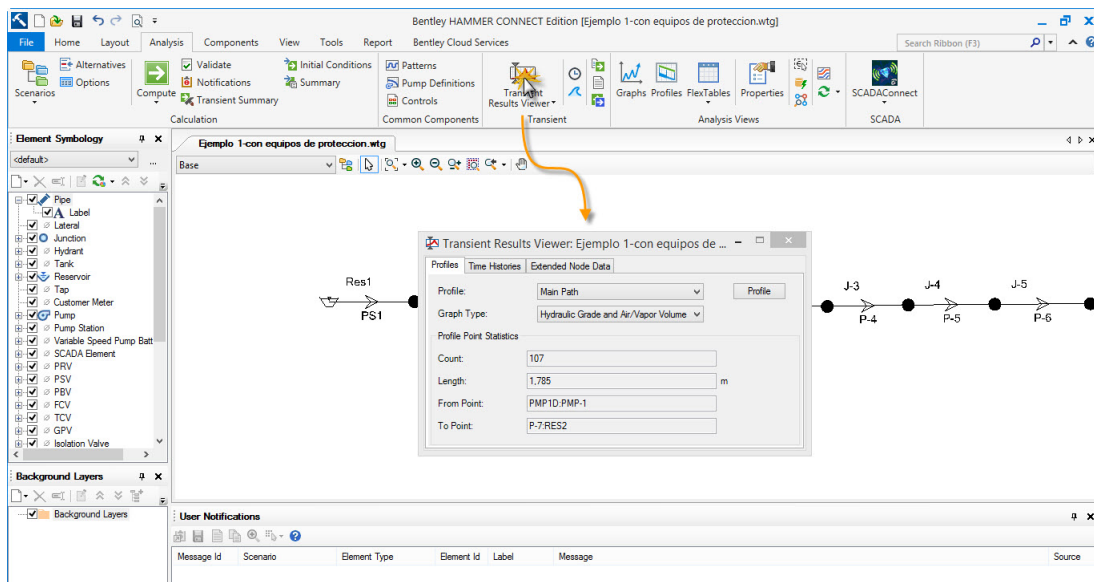 Bentley HAMMER CONNECT Edition [Ejemplo 1-con equipos de proteccion.wtg]
File Home Layout Analysis Components View Tools Report Bentley Cloud Services Search Ribbon (F3)
Scenarios
Alternatives
Options
Compute
Validate
Notifications
Transient Summary
Initial Conditions
Summary
Calculation
Patterns
Pump Definitions
Controls
Common Components
Transient
Results Viewer
Transient
Graphs Profiles FlexTables Properties
Analysis Views
SCADAConnect
SCADA
Element Symbology
<default>
Pipe
A Label
Lateral
Junction
Hydrant
Tank
Reservoir
Tap
Customer Meter
Pump
Pump Station
Variable Speed Pump Batt
SCADA Element
PRV
PSV
PBV
FCV
TCV
GPV
Isolation Valve
Background Layers
Background Layers
Ejemplo 1-con equipos de proteccion.wtg
Base
Res1
PS1
J-3 J-4 J-5
P-4 P-5 P-6
Transient Results Viewer: Ejemplo 1-con equipos de ...
Profiles Time Histories Extended Node Data
Profile: Main Path Profile
Graph Type: Hydraulic Grade and Air/Vapor Volume
Profile Point Statistics
Count: 107
Length: 1,785 m
From Point: PMP1D:PMP-1
To Point: P-7:RES2
User Notifications
Message Id Scenario Element Type Element Id Label Message Source